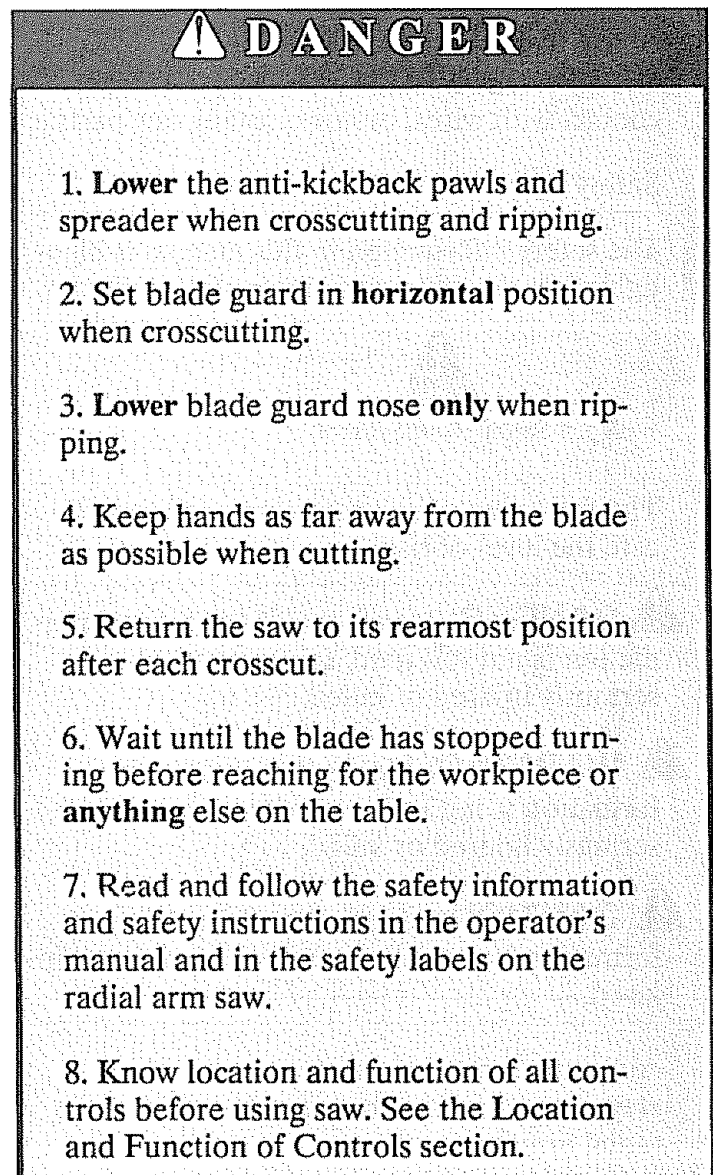 DANGER
1. Lower the anti-kickback pawls and
spreader when crosscutting and ripping.
2. Set blade guard in horizontal position
when crosscutting.
3. Lower blade guard nose only when rip-
ping.
4. Keep hands as far away from the blade
as possible when cutting.
5. Return the saw to its rearmost position
after each crosscut.
6. Wait until the blade has stopped turn-
ing before reaching for the workpiece or
anything else on the table.
7. Read and follow the safety information
and safety instructions in the operator's
manual and in the safety labels on the
radial arm saw.
8. Know location and function of all con-
trols before using saw. See the Location
and Function of Controls section.